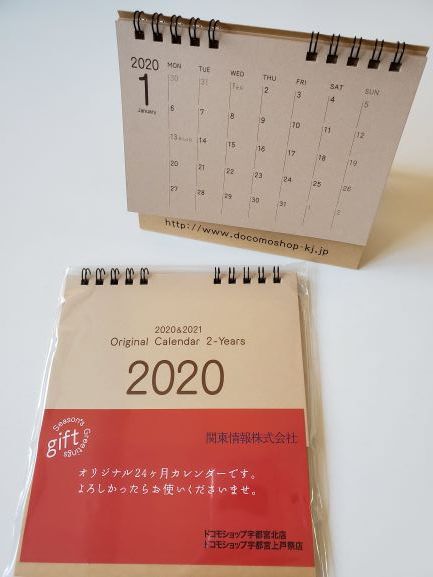 2020
1
January
MON TUE WED THU FRI SAT SUN
30 31 1 2 3 4 5
6 7 8 9 10 11 12
13 14 15 16 17 18 19
20 21 22 23 24 25 26
27 28 29 30 31 1 2
http://www.docomoshop-kj.jp
2020&2021
Original Calendar 2-Years
2020
Season's Greetings
gift
関東情報株式会社
オリジナル24ヶ月カレンダーです。
よろしかったらお使いくださいませ。
ドコモショップ宇都宮北店
ドコモショップ宇都宮上戸祭店